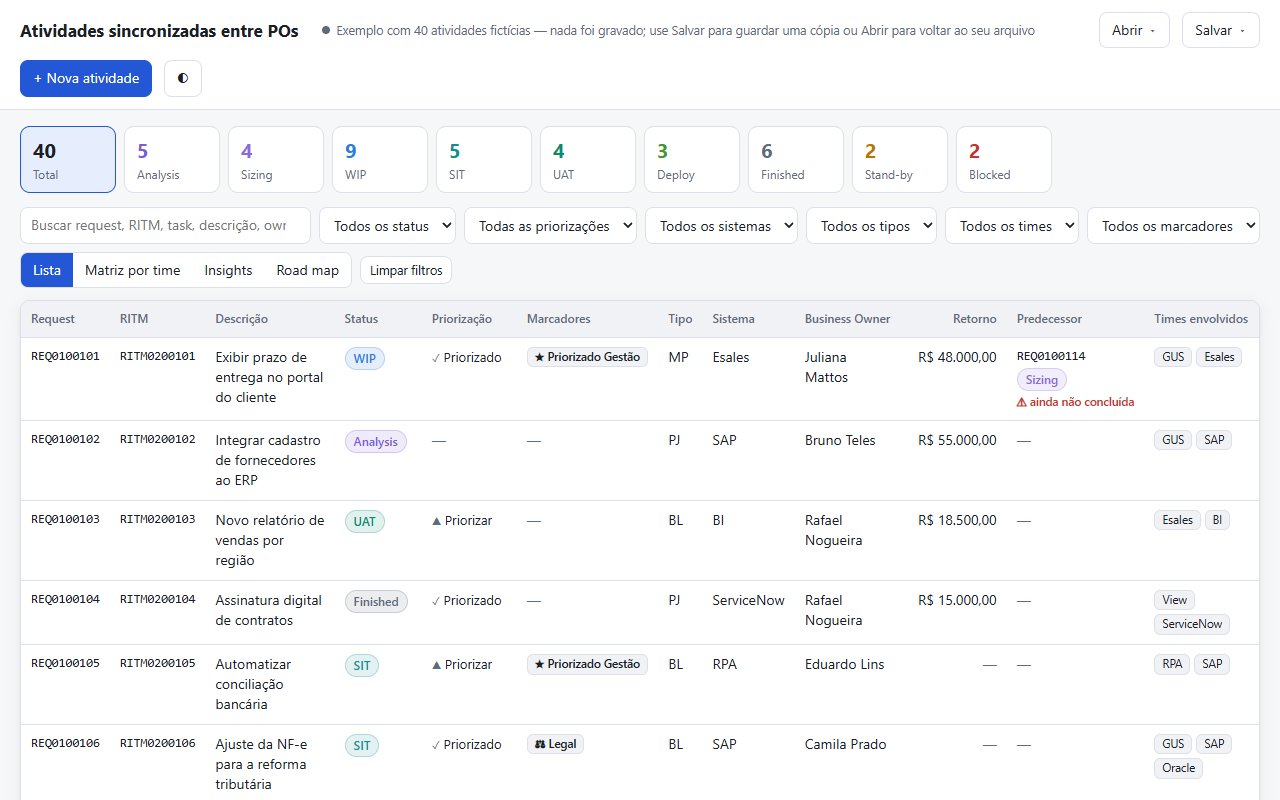 Atividades sincronizadas entre POs
Exemplo com 40 atividades fictícias — nada foi gravado; use Salvar para guardar uma cópia ou Abrir para voltar ao seu arquivo
Abrir
Salvar
+ Nova atividade
40
Total
5
Analysis
4
Sizing
9
WIP
5
SIT
4
UAT
3
Deploy
6
Finished
2
Stand-by
2
Blocked
Buscar request, RITM, task, descrição, owr
Todos os status
Todas as priorizações
Todos os sistemas
Todos os tipos
Todos os times
Todos os marcadores
Lista
Matriz por time
Insights
Road map
Limpar filtros
Request RITM Descrição Status Priorização Marcadores Tipo Sistema Business Owner Retorno Predecessor Times envolvidos
REQ0100101 RITM0200101 Exibir prazo de WIP ✓ Priorizado ★ Priorizado Gestão MP Esales Juliana R$ 48.000,00 REQ0100114 GUS Esales
entrega no portal Mattos Sizing
do cliente ⚠ ainda não concluída
REQ0100102 RITM0200102 Integrar cadastro Analysis — — PJ SAP Bruno Teles R$ 55.000,00 — GUS SAP
de fornecedores
ao ERP
REQ0100103 RITM0200103 Novo relatório de UAT ▲ Priorizar — BL BI Rafael R$ 18.500,00 — Esales BI
vendas por Nogueira
região
REQ0100104 RITM0200104 Assinatura digital Finished ✓ Priorizado — PJ ServiceNow Rafael R$ 15.000,00 — View
de contratos Nogueira ServiceNow
REQ0100105 RITM0200105 Automatizar SIT ▲ Priorizar ★ Priorizado Gestão BL RPA Eduardo Lins — — RPA SAP
conciliação
bancária
REQ0100106 RITM0200106 Ajuste da NF-e SIT ✓ Priorizado Legal BL SAP Camila Prado — — GUS SAP
para a reforma Oracle
tributária